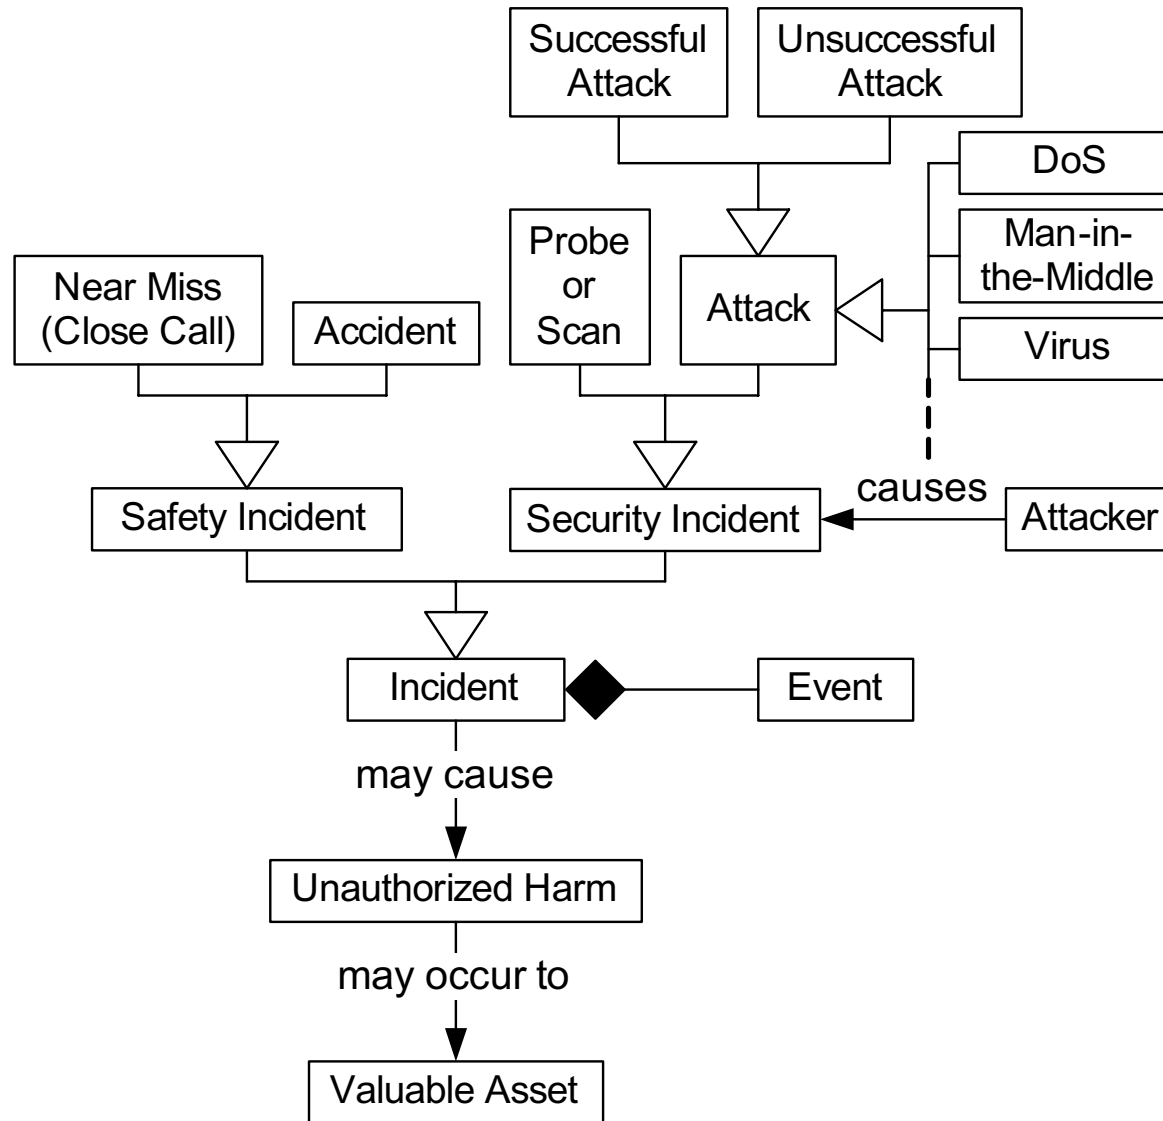 Successful
Attack
Unsuccessful
Attack
DoS
Man-in-
the-Middle
Virus
Probe
or
Scan
Attack
Near Miss
(Close Call)
Accident
causes
Safety Incident
Security Incident
Attacker
Incident
Event
may cause
Unauthorized Harm
may occur to
Valuable Asset